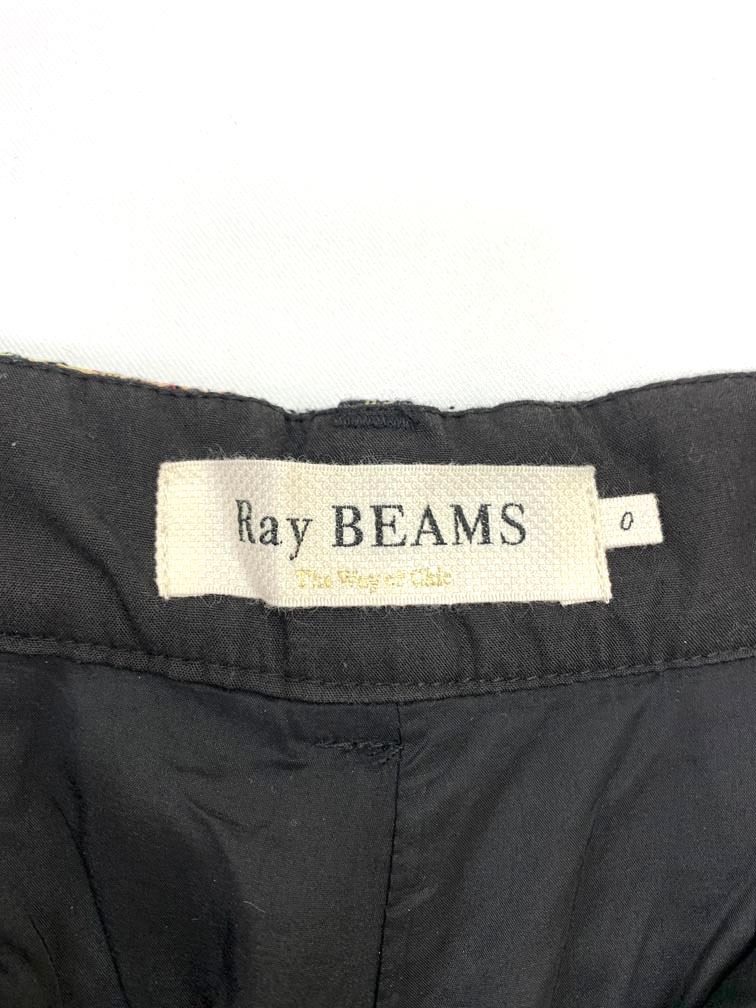 Ray BEAMS
The Way of Chic
0